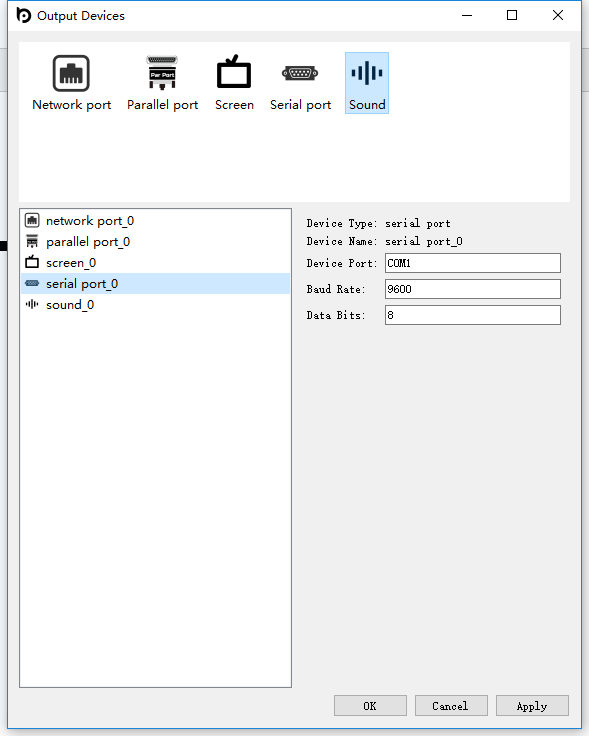 Output Devices
Network port
Par Port
Parallel port
Screen
Serial port
Sound
network port_0
parallel port_0
screen_0
serial port_0
sound_0
Device Type: serial port
Device Name: serial port_0
Device Port: COM1
Baud Rate: 9600
Data Bits: 8
OK
Cancel
Apply